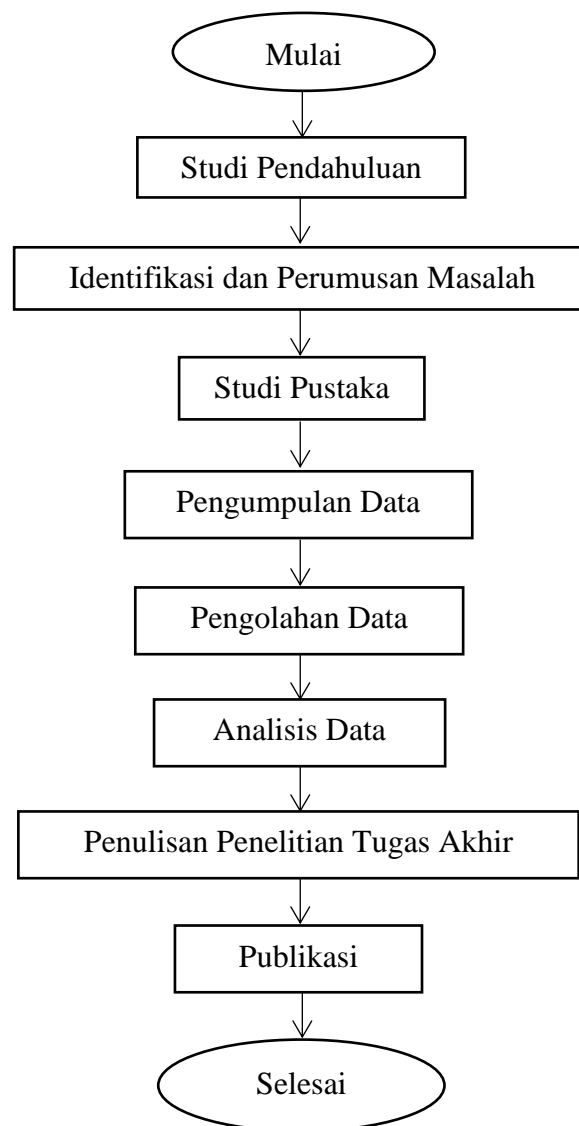 Mulai
Studi Pendahuluan
Identifikasi dan Perumusan Masalah
Studi Pustaka
Pengumpulan Data
Pengolahan Data
Analisis Data
Penulisan Penelitian Tugas Akhir
Publikasi
Selesai